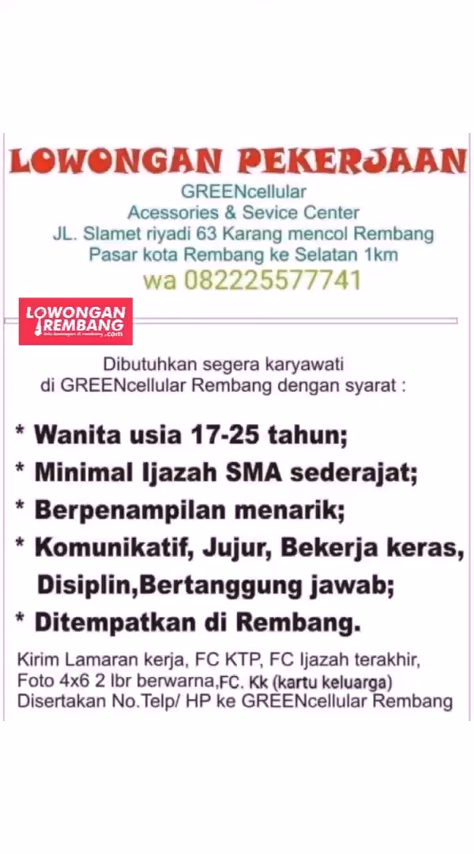 LOWONGAN PEKERJAAN
GREENcellular
Acessories & Sevice Center
JL. Slamet riyadi 63 Karang mencol Rembang
Pasar kota Rembang ke Selatan 1km
wa 082225577741
LOWONGAN
REMBANG
.com
Dibutuhkan segera karyawati
di GREENcellular Rembang dengan syarat :
* Wanita usia 17-25 tahun;
* Minimal Ijazah SMA sederajat;
* Berpenampilan menarik;
* Komunikatif, Jujur, Bekerja keras,
Disiplin,Bertanggung jawab;
* Ditempatkan di Rembang.
Kirim Lamaran kerja, FC KTP, FC Ijazah terakhir,
Foto 4x6 2 lbr berwarna,FC. Kk (kartu keluarga)
Disertakan No.Telp/ HP ke GREENcellular Rembang